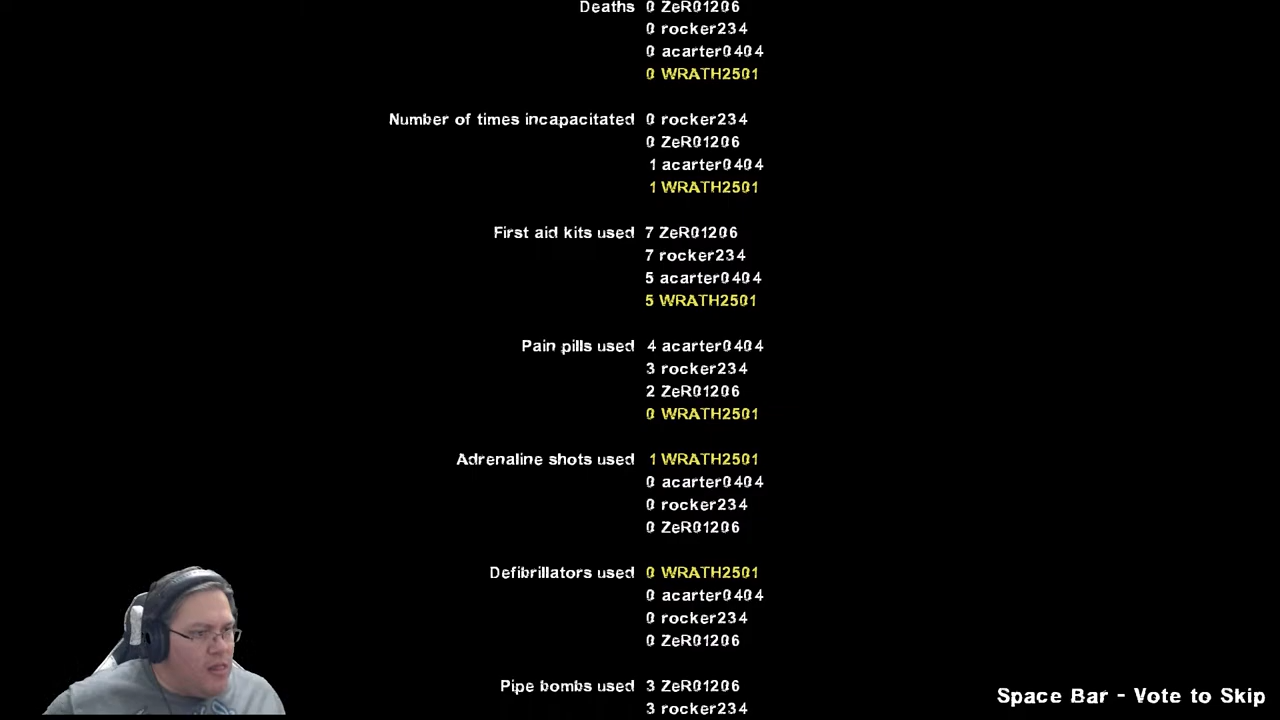 Deaths 0 ZeR01206
0 rocker234
0 acarter0404
0 WRATH2501
Number of times incapacitated 0 rocker234
0 ZeR01206
1 acarter0404
1 WRATH2501
First aid kits used 7 ZeR01206
7 rocker234
5 acarter0404
5 WRATH2501
Pain pills used 4 acarter0404
3 rocker234
2 ZeR01206
0 WRATH2501
Adrenaline shots used 1 WRATH2501
0 acarter0404
0 rocker234
0 ZeR01206
Defibrillators used 0 WRATH2501
0 acarter0404
0 rocker234
0 ZeR01206
Pipe bombs used 3 ZeR01206
3 rocker234
Space Bar - Vote to Skip